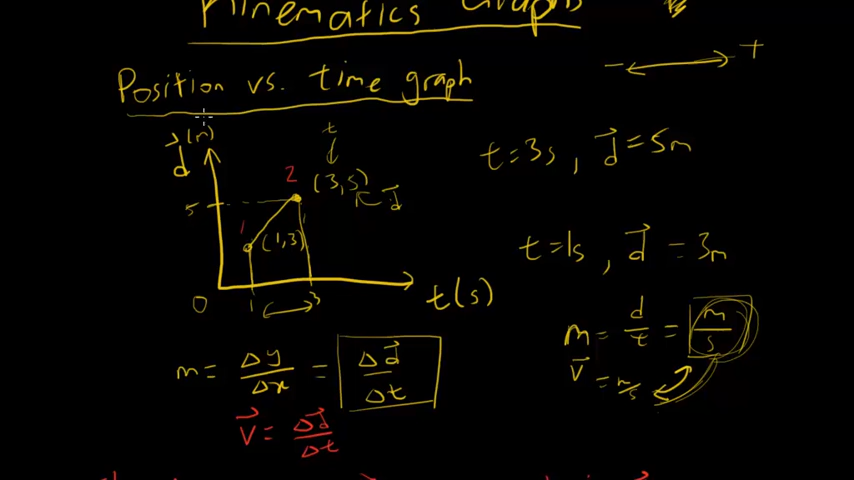 Kinematics Graphs
- +
Position vs. time graph
t
d⃗ (m)
2
(3,5)
d⃗
t=3s, d⃗ =5m
5
1
(1,3)
t=1s, d⃗ =3m
0
1
3
t(s)
m = Δy/Δx = Δd⃗/Δt
m = d/t = m/s
v⃗ = m/s
v⃗ = Δd⃗/Δt